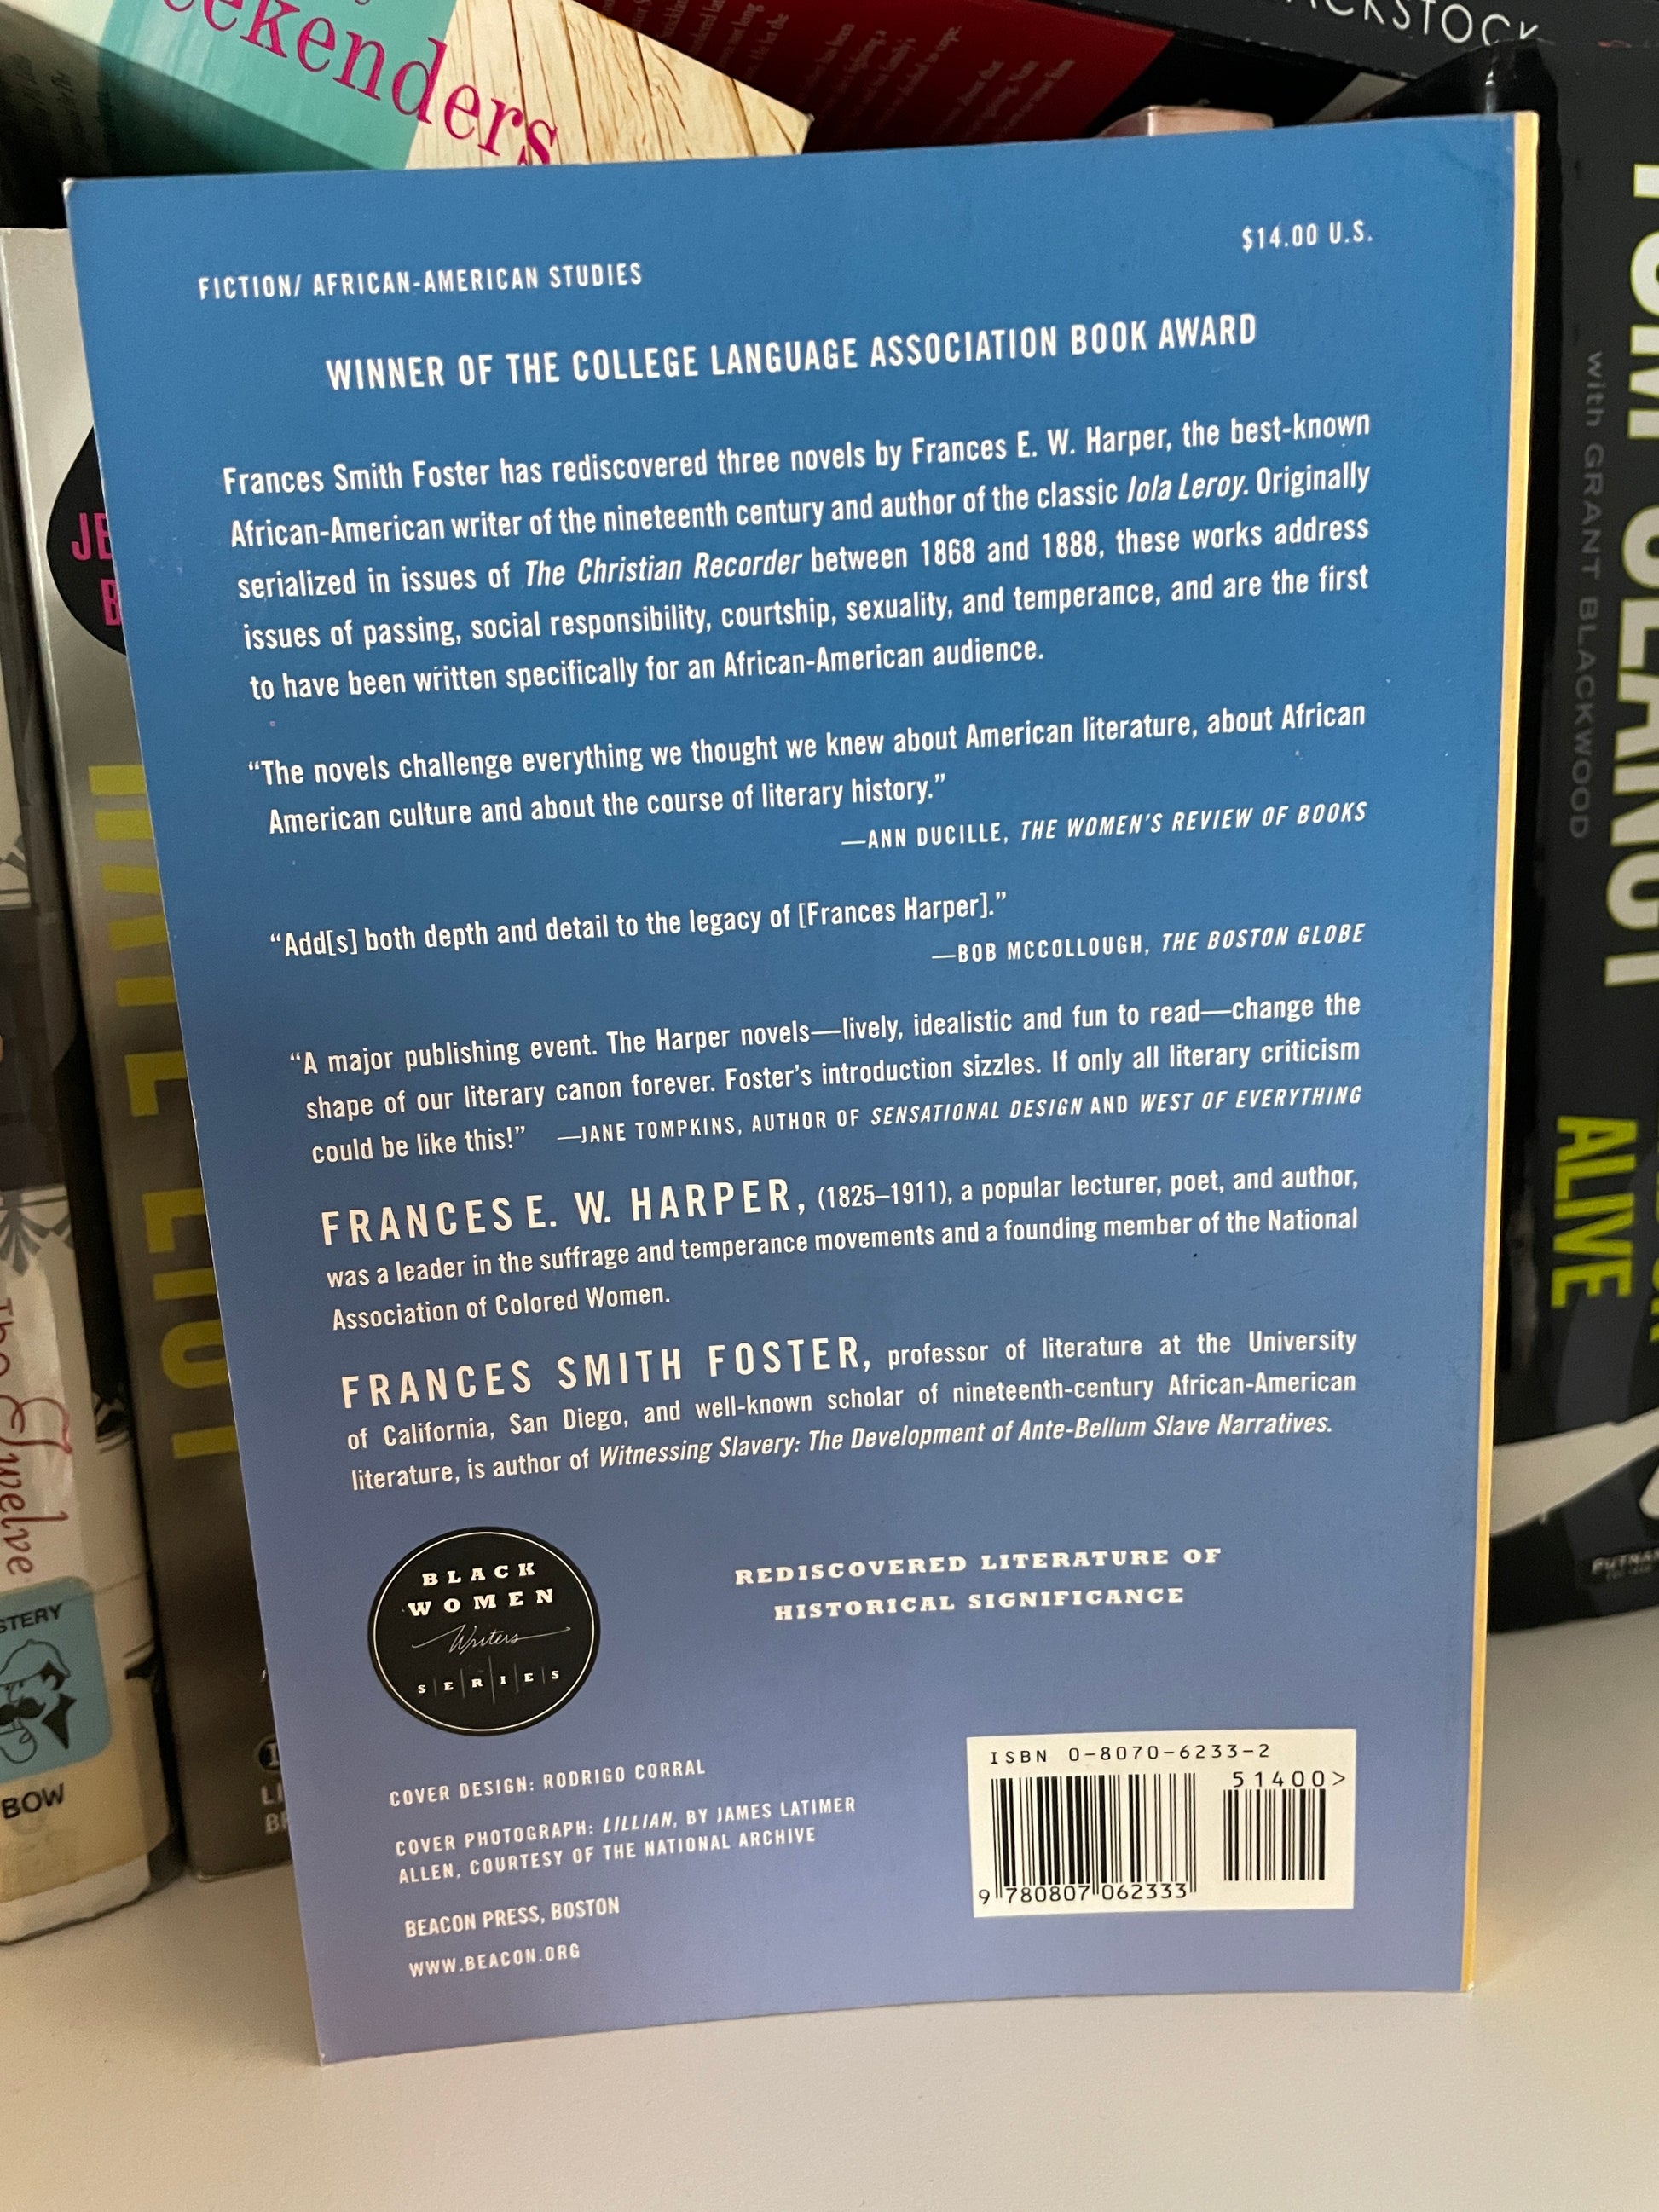 ekenders
CKSTOCK
$14.00 U.S.
FICTION/ AFRICAN-AMERICAN STUDIES
WINNER OF THE COLLEGE LANGUAGE ASSOCIATION BOOK AWARD
Frances Smith Foster has rediscovered three novels by Frances E. W. Harper, the best-known
African-American writer of the nineteenth century and author of the classic Iola Leroy. Originally
serialized in issues of The Christian Recorder between 1868 and 1888, these works address
issues of passing, social responsibility, courtship, sexuality, and temperance, and are the first
to have been written specifically for an African-American audience.
“The novels challenge everything we thought we knew about American literature, about African
American culture and about the course of literary history.”
—ANN DUCILLE, THE WOMEN'S REVIEW OF BOOKS
“Add[s] both depth and detail to the legacy of [Frances Harper].”
—BOB MCCOLLOUGH, THE BOSTON GLOBE
“A major publishing event. The Harper novels—lively, idealistic and fun to read—change the
shape of our literary canon forever. Foster’s introduction sizzles. If only all literary criticism
could be like this!” —JANE TOMPKINS, AUTHOR OF SENSATIONAL DESIGN AND WEST OF EVERYTHING
FRANCES E. W. HARPER, (1825–1911), a popular lecturer, poet, and author,
was a leader in the suffrage and temperance movements and a founding member of the National
Association of Colored Women.
FRANCES SMITH FOSTER, professor of literature at the University
of California, San Diego, and well-known scholar of nineteenth-century African-American
literature, is author of Witnessing Slavery: The Development of Ante-Bellum Slave Narratives.
BLACK
WOMEN
Writers
SERIES
REDISCOVERED LITERATURE OF
HISTORICAL SIGNIFICANCE
COVER DESIGN: RODRIGO CORRAL
COVER PHOTOGRAPH: LILLIAN, BY JAMES LATIMER
ALLEN, COURTESY OF THE NATIONAL ARCHIVE
BEACON PRESS, BOSTON
WWW.BEACON.ORG
ISBN 0-8070-6233-2
51400>
9 780807 062333
JE
B
The Twelve
STERY
BOW
TOM CLANCY
with GRANT BLACKWOOD
ALIVE
PUTNAM